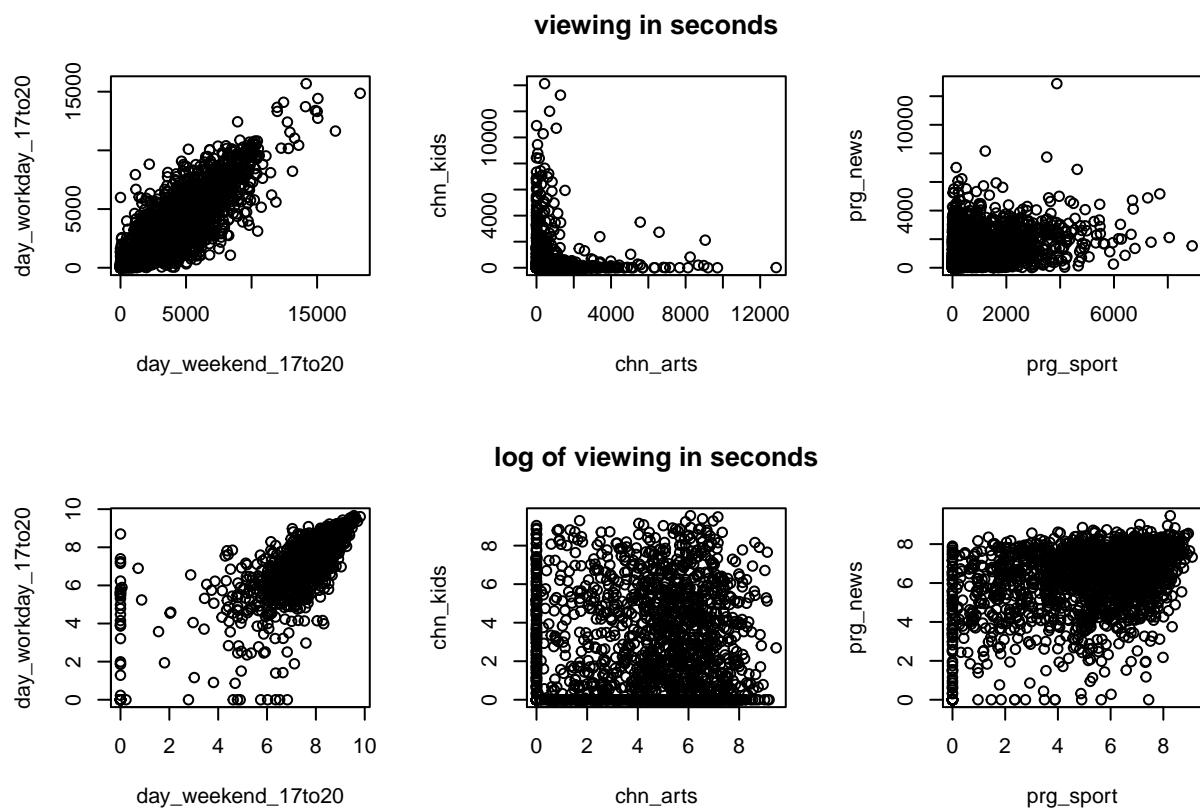 viewing in seconds
day_workday_17to20
0 5000 15000
0 5000 15000
day_weekend_17to20
chn_kids
0 4000 10000
0 4000 8000 12000
chn_arts
prg_news
0 4000 10000
0 2000 6000
prg_sport
log of viewing in seconds
day_workday_17to20
0 2 4 6 8 10
0 2 4 6 8 10
day_weekend_17to20
chn_kids
0 2 4 6 8
0 2 4 6 8
chn_arts
prg_news
0 2 4 6 8
0 2 4 6 8
prg_sport